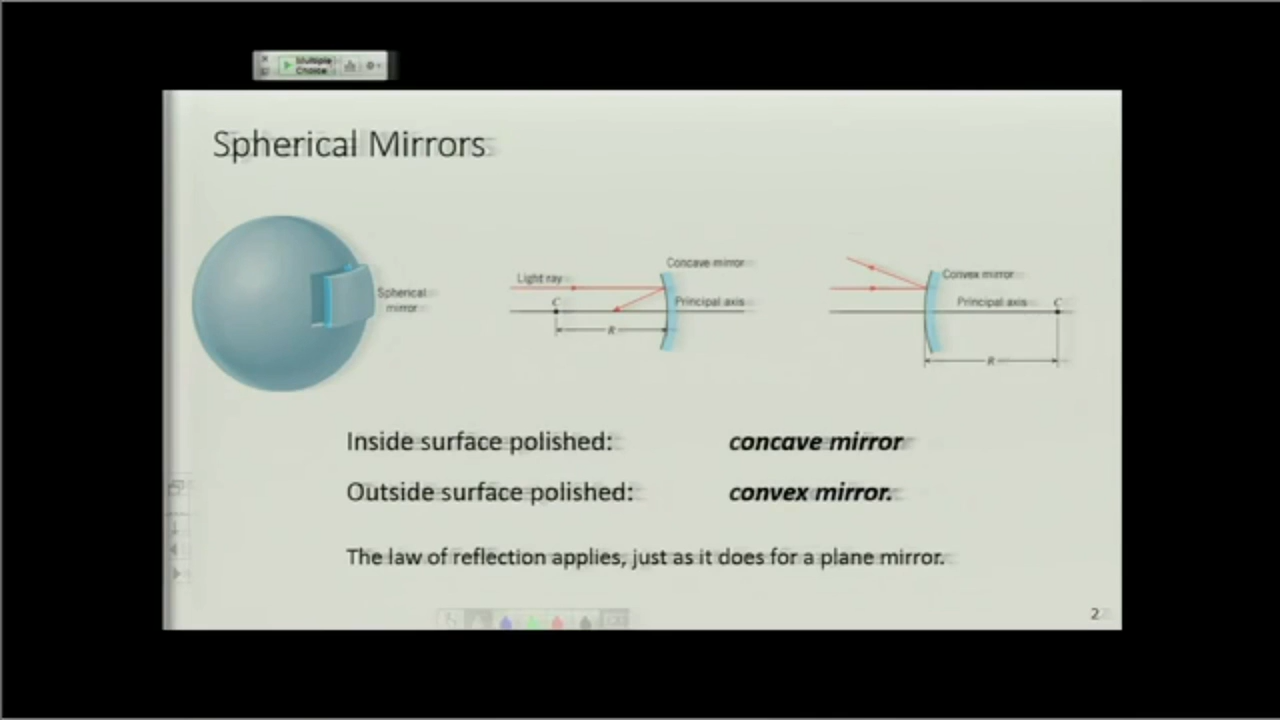 Multiple
Choice
Spherical Mirrors
Spherical
mirror
Light ray
C
R
Concave mirror
Principal axis
Convex mirror
Principal axis
C
R
Inside surface polished: concave mirror
Outside surface polished: convex mirror.
The law of reflection applies, just as it does for a plane mirror.
2